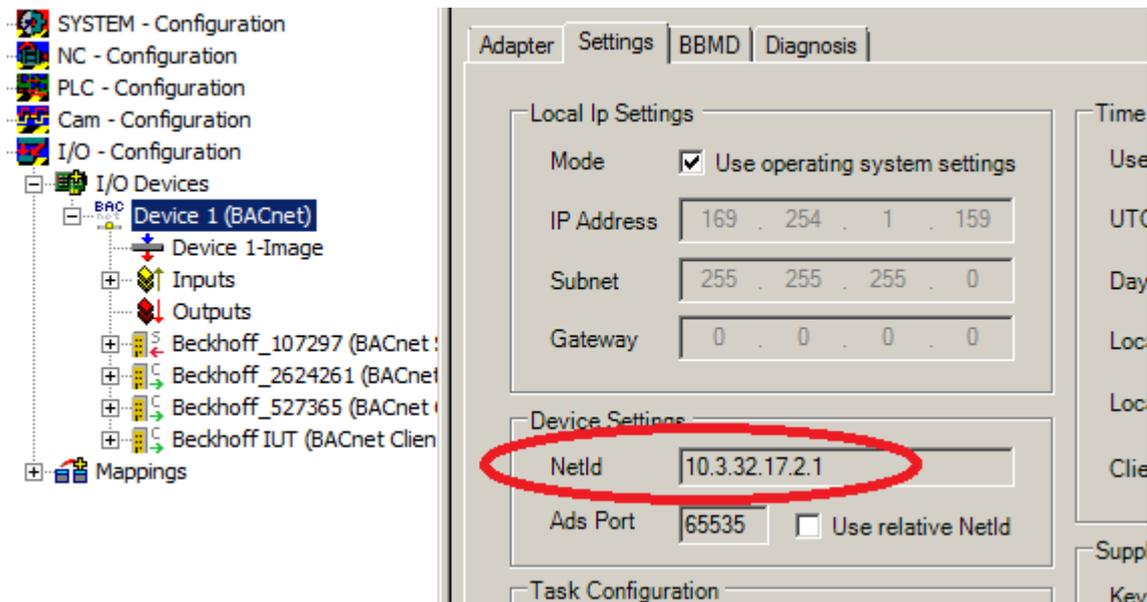 SYSTEM - Configuration
NC - Configuration
PLC - Configuration
Cam - Configuration
I/O - Configuration
I/O Devices
Device 1 (BACnet)
Device 1-Image
Inputs
Outputs
Beckhoff_107297 (BACnet
Beckhoff_2624261 (BACnet
Beckhoff_527365 (BACnet
Beckhoff IUT (BACnet Clien
Mappings
Adapter Settings BBMD Diagnosis
Local Ip Settings
Mode Use operating system settings
IP Address 169 . 254 . 1 . 159
Subnet 255 . 255 . 255 . 0
Gateway 0 . 0 . 0 . 0
Device Settings
NetId 10.3.32.17.2.1
Ads Port 65535 Use relative NetId
Task Configuration
Time
Use
UTC
Day
Loca
Loca
Clie
Suppl
Key